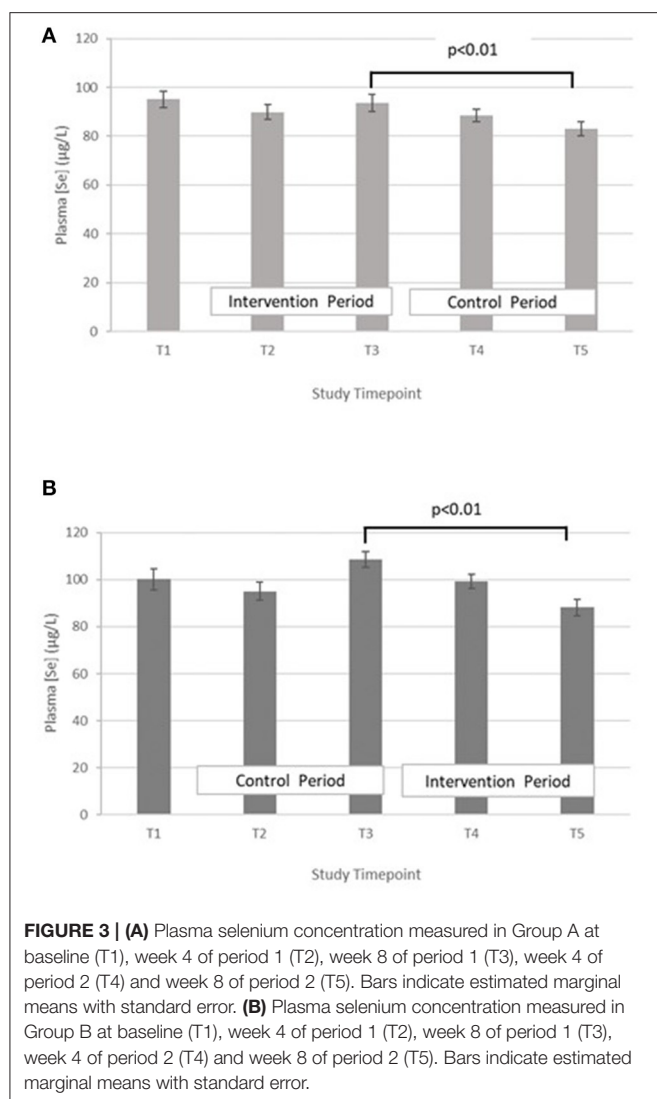 A
120
p<0.01
100
80
60
40
20
0
Plasma [Se] (µg/L)
Intervention Period
Control Period
T1 T2 T3 T4 T5
Study Timepoint
B
120
p<0.01
100
80
60
40
20
0
Plasma [Se] (µg/L)
Control Period
Intervention Period
T1 T2 T3 T4 T5
Study Timepoint
FIGURE 3 | (A) Plasma selenium concentration measured in Group A at
baseline (T1), week 4 of period 1 (T2), week 8 of period 1 (T3), week 4 of
period 2 (T4) and week 8 of period 2 (T5). Bars indicate estimated marginal
means with standard error. (B) Plasma selenium concentration measured in
Group B at baseline (T1), week 4 of period 1 (T2), week 8 of period 1 (T3),
week 4 of period 2 (T4) and week 8 of period 2 (T5). Bars indicate estimated
marginal means with standard error.